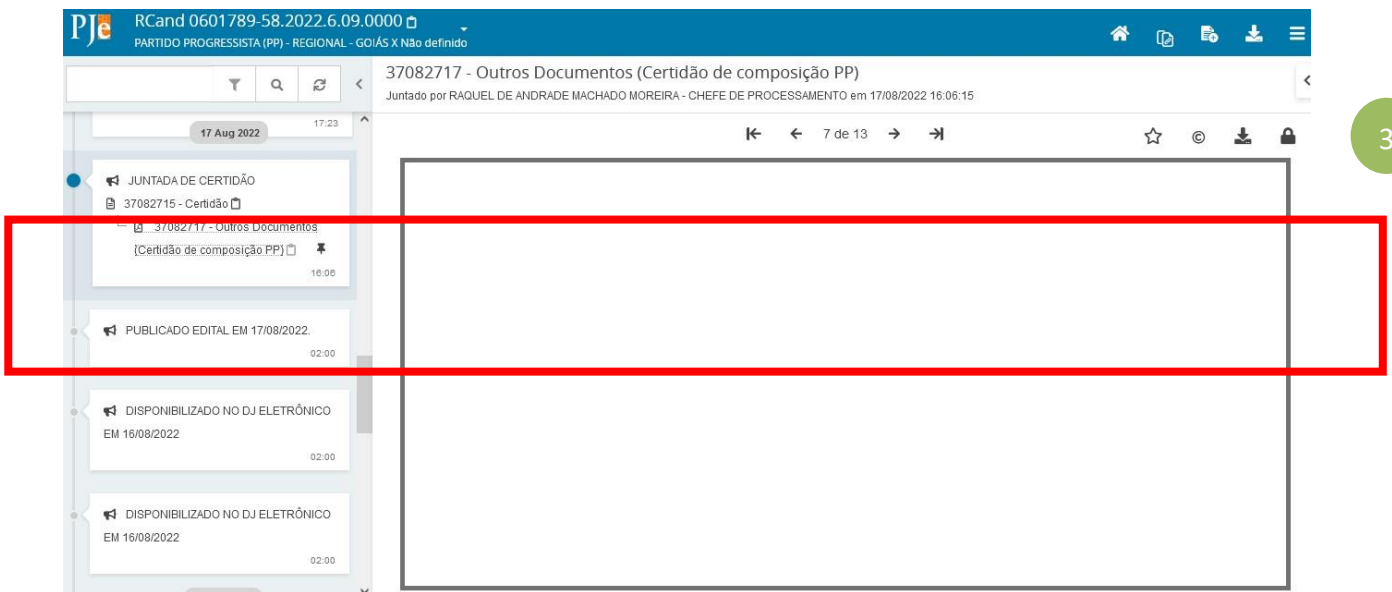 PJe
RCand 0601789-58.2022.6.09.0000
PARTIDO PROGRESSISTA (PP) - REGIONAL - GOIÁS X Não definido
37082717 - Outros Documentos (Certidão de composição PP)
Juntado por RAQUEL DE ANDRADE MACHADO MOREIRA - CHEFE DE PROCESSAMENTO em 17/08/2022 16:06:15
7 de 13
3
17:23
17 Aug 2022
JUNTADA DE CERTIDÃO
37082715 - Certidão
37082717 - Outros Documentos
(Certidão de composição PP)
16:06
PUBLICADO EDITAL EM 17/08/2022.
02:00
DISPONIBILIZADO NO DJ ELETRÔNICO
EM 16/08/2022
02:00
DISPONIBILIZADO NO DJ ELETRÔNICO
EM 16/08/2022
02:00